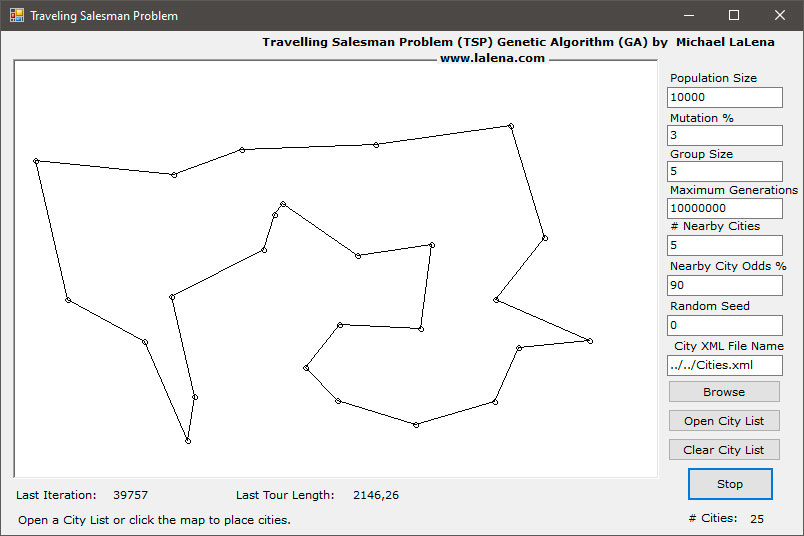 Traveling Salesman Problem
Travelling Salesman Problem (TSP) Genetic Algorithm (GA) by  Michael LaLena
www.lalena.com
Population Size
10000
Mutation %
3
Group Size
5
Maximum Generations
10000000
# Nearby Cities
5
Nearby City Odds %
90
Random Seed
0
City XML File Name
../../Cities.xml
Browse
Open City List
Clear City List
Stop
Last Iteration: 39757 Last Tour Length: 2146,26
Open a City List or click the map to place cities.
# Cities: 25